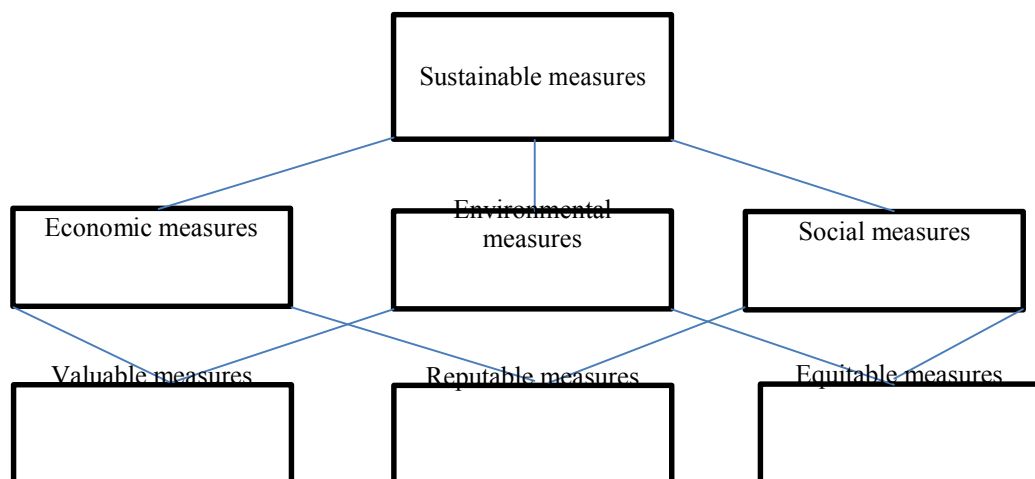 Sustainable measures
Economic measures
Environmental
measures
Social measures
Valuable measures
Reputable measures
Equitable measures